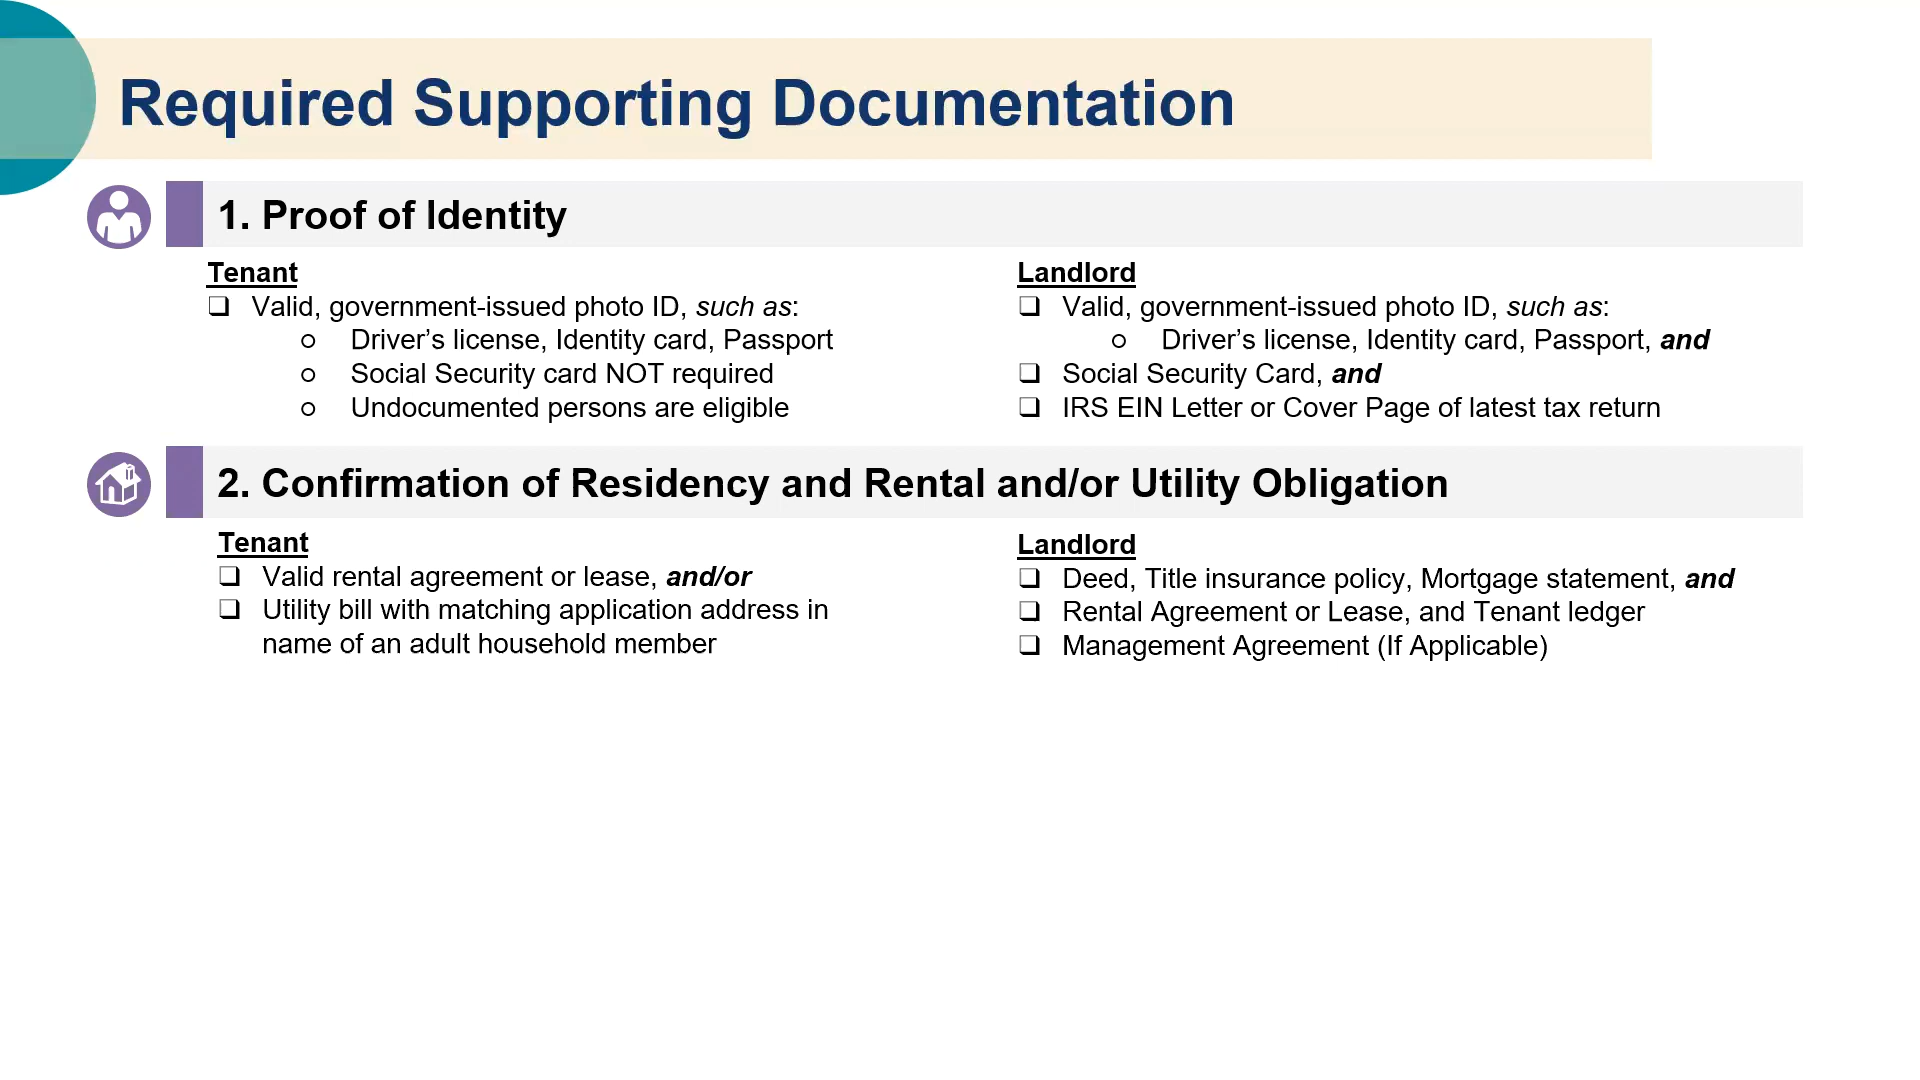 Required Supporting Documentation
1. Proof of Identity
Tenant
❑ Valid, government-issued photo ID, such as:
○ Driver’s license, Identity card, Passport
○ Social Security card NOT required
○ Undocumented persons are eligible
Landlord
❑ Valid, government-issued photo ID, such as:
○ Driver’s license, Identity card, Passport, and
❑ Social Security Card, and
❑ IRS EIN Letter or Cover Page of latest tax return
2. Confirmation of Residency and Rental and/or Utility Obligation
Tenant
❑ Valid rental agreement or lease, and/or
❑ Utility bill with matching application address in
name of an adult household member
Landlord
❑ Deed, Title insurance policy, Mortgage statement, and
❑ Rental Agreement or Lease, and Tenant ledger
❑ Management Agreement (If Applicable)